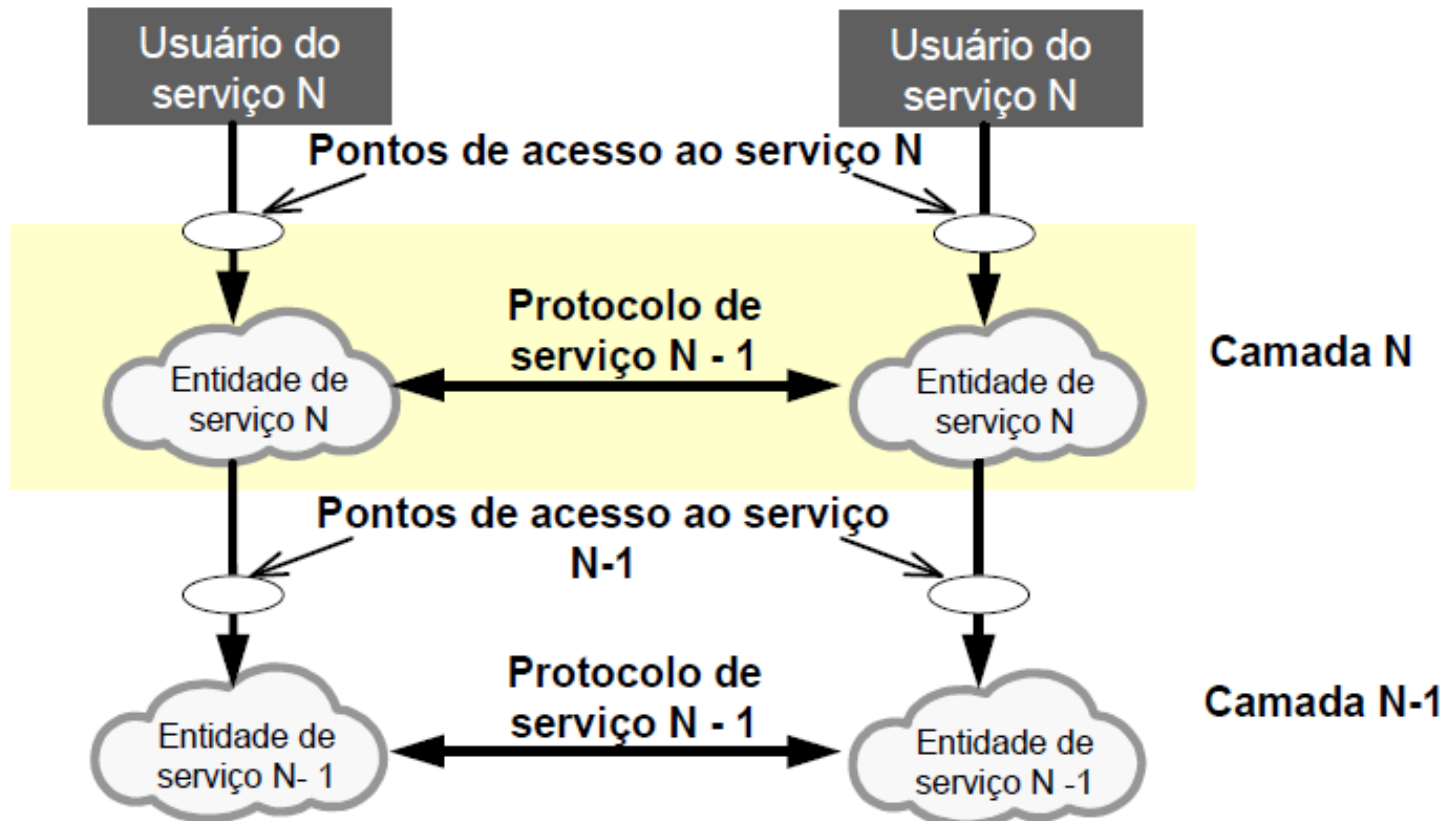 Usuário do
serviço N
Usuário do
serviço N
Pontos de acesso ao serviço N
Protocolo de
serviço N - 1
Camada N
Entidade de
serviço N
Entidade de
serviço N
Pontos de acesso ao serviço
N-1
Protocolo de
serviço N - 1
Camada N-1
Entidade de
serviço N- 1
Entidade de
serviço N -1